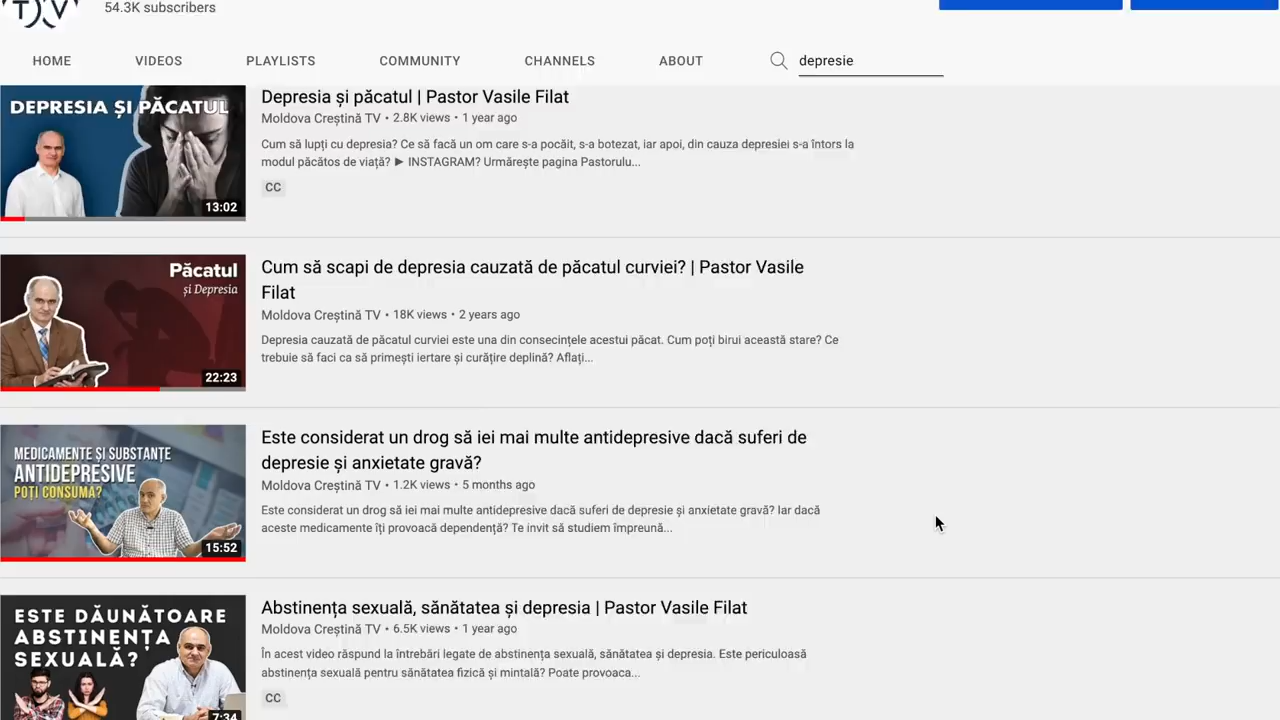 TXV
54.3K subscribers
HOME VIDEOS PLAYLISTS COMMUNITY CHANNELS ABOUT depresie
DEPRESIA ȘI PĂCATUL
13:02
Depresia și păcatul | Pastor Vasile Filat
Moldova Creștină TV • 2.8K views • 1 year ago
Cum să lupți cu depresia? Ce să facă un om care s-a pocăit, s-a botezat, iar apoi, din cauza depresiei s-a întors la
modul păcătos de viață? ► INSTAGRAM? Urmărește pagina Pastorului...
CC
Păcatul
și Depresia
22:23
Cum să scapi de depresia cauzată de păcatul curviei? | Pastor Vasile
Filat
Moldova Creștină TV • 18K views • 2 years ago
Depresia cauzată de păcatul curviei este una din consecințele acestui păcat. Cum poți birui această stare? Ce
trebuie să faci ca să primești iertare și curățire deplină? Aflați...
MEDICAMENTE ȘI SUBSTANȚE
ANTIDEPRESIVE
POȚI CONSUMA?
15:52
Este considerat un drog să iei mai multe antidepresive dacă suferi de
depresie și anxietate gravă?
Moldova Creștină TV • 1.2K views • 5 months ago
Este considerat un drog să iei mai multe antidepresive dacă suferi de depresie și anxietate gravă? Iar dacă
aceste medicamente îți provoacă dependență? Te invit să studiem împreună...
ESTE DĂUNĂTOARE
ABSTINENȚA
SEXUALĂ?
7:34
Abstinența sexuală, sănătatea și depresia | Pastor Vasile Filat
Moldova Creștină TV • 6.5K views • 1 year ago
În acest video răspund la întrebări legate de abstinența sexuală, sănătatea și depresia. Este periculoasă
abstinența sexuală pentru sănătatea fizică și mintală? Poate provoaca...
CC